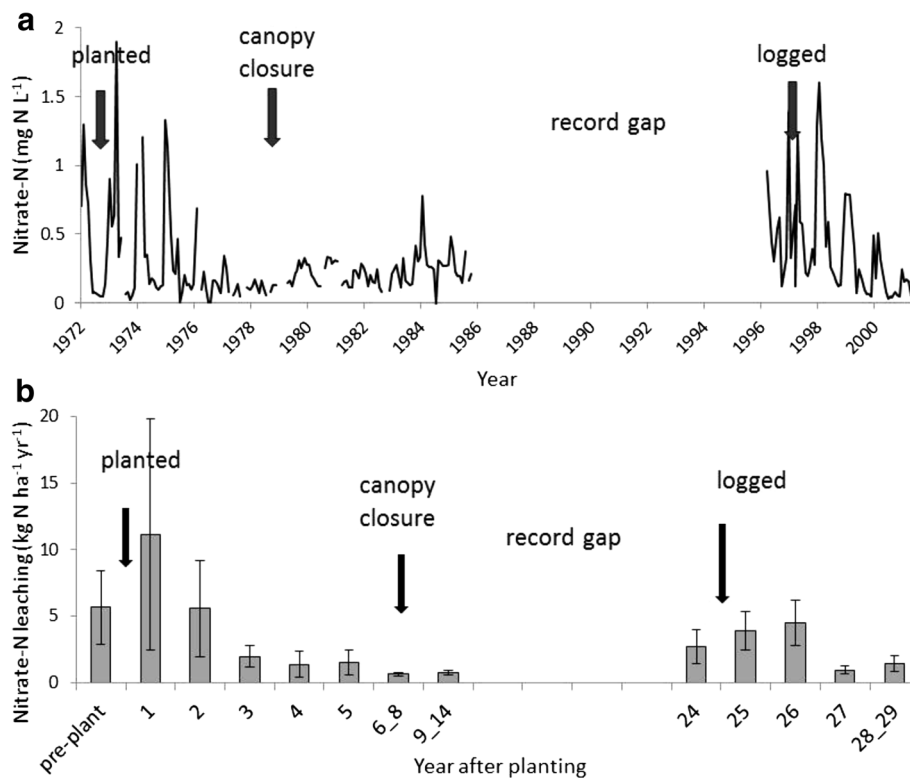 a
Nitrate-N (mg N L⁻¹)
2
1.5
1
0.5
0
planted
canopy
closure
logged
record gap
1972
1974
1976
1978
1980
1982
1984
1986
1988
1990
1992
1994
1996
1998
2000
Year
b
Nitrate-N leaching (kg N ha⁻¹ yr⁻¹)
20
15
10
5
0
planted
canopy
closure
logged
record gap
pre-plant
1
2
3
4
5
6_8
9_14
24
25
26
27
28_29
Year after planting